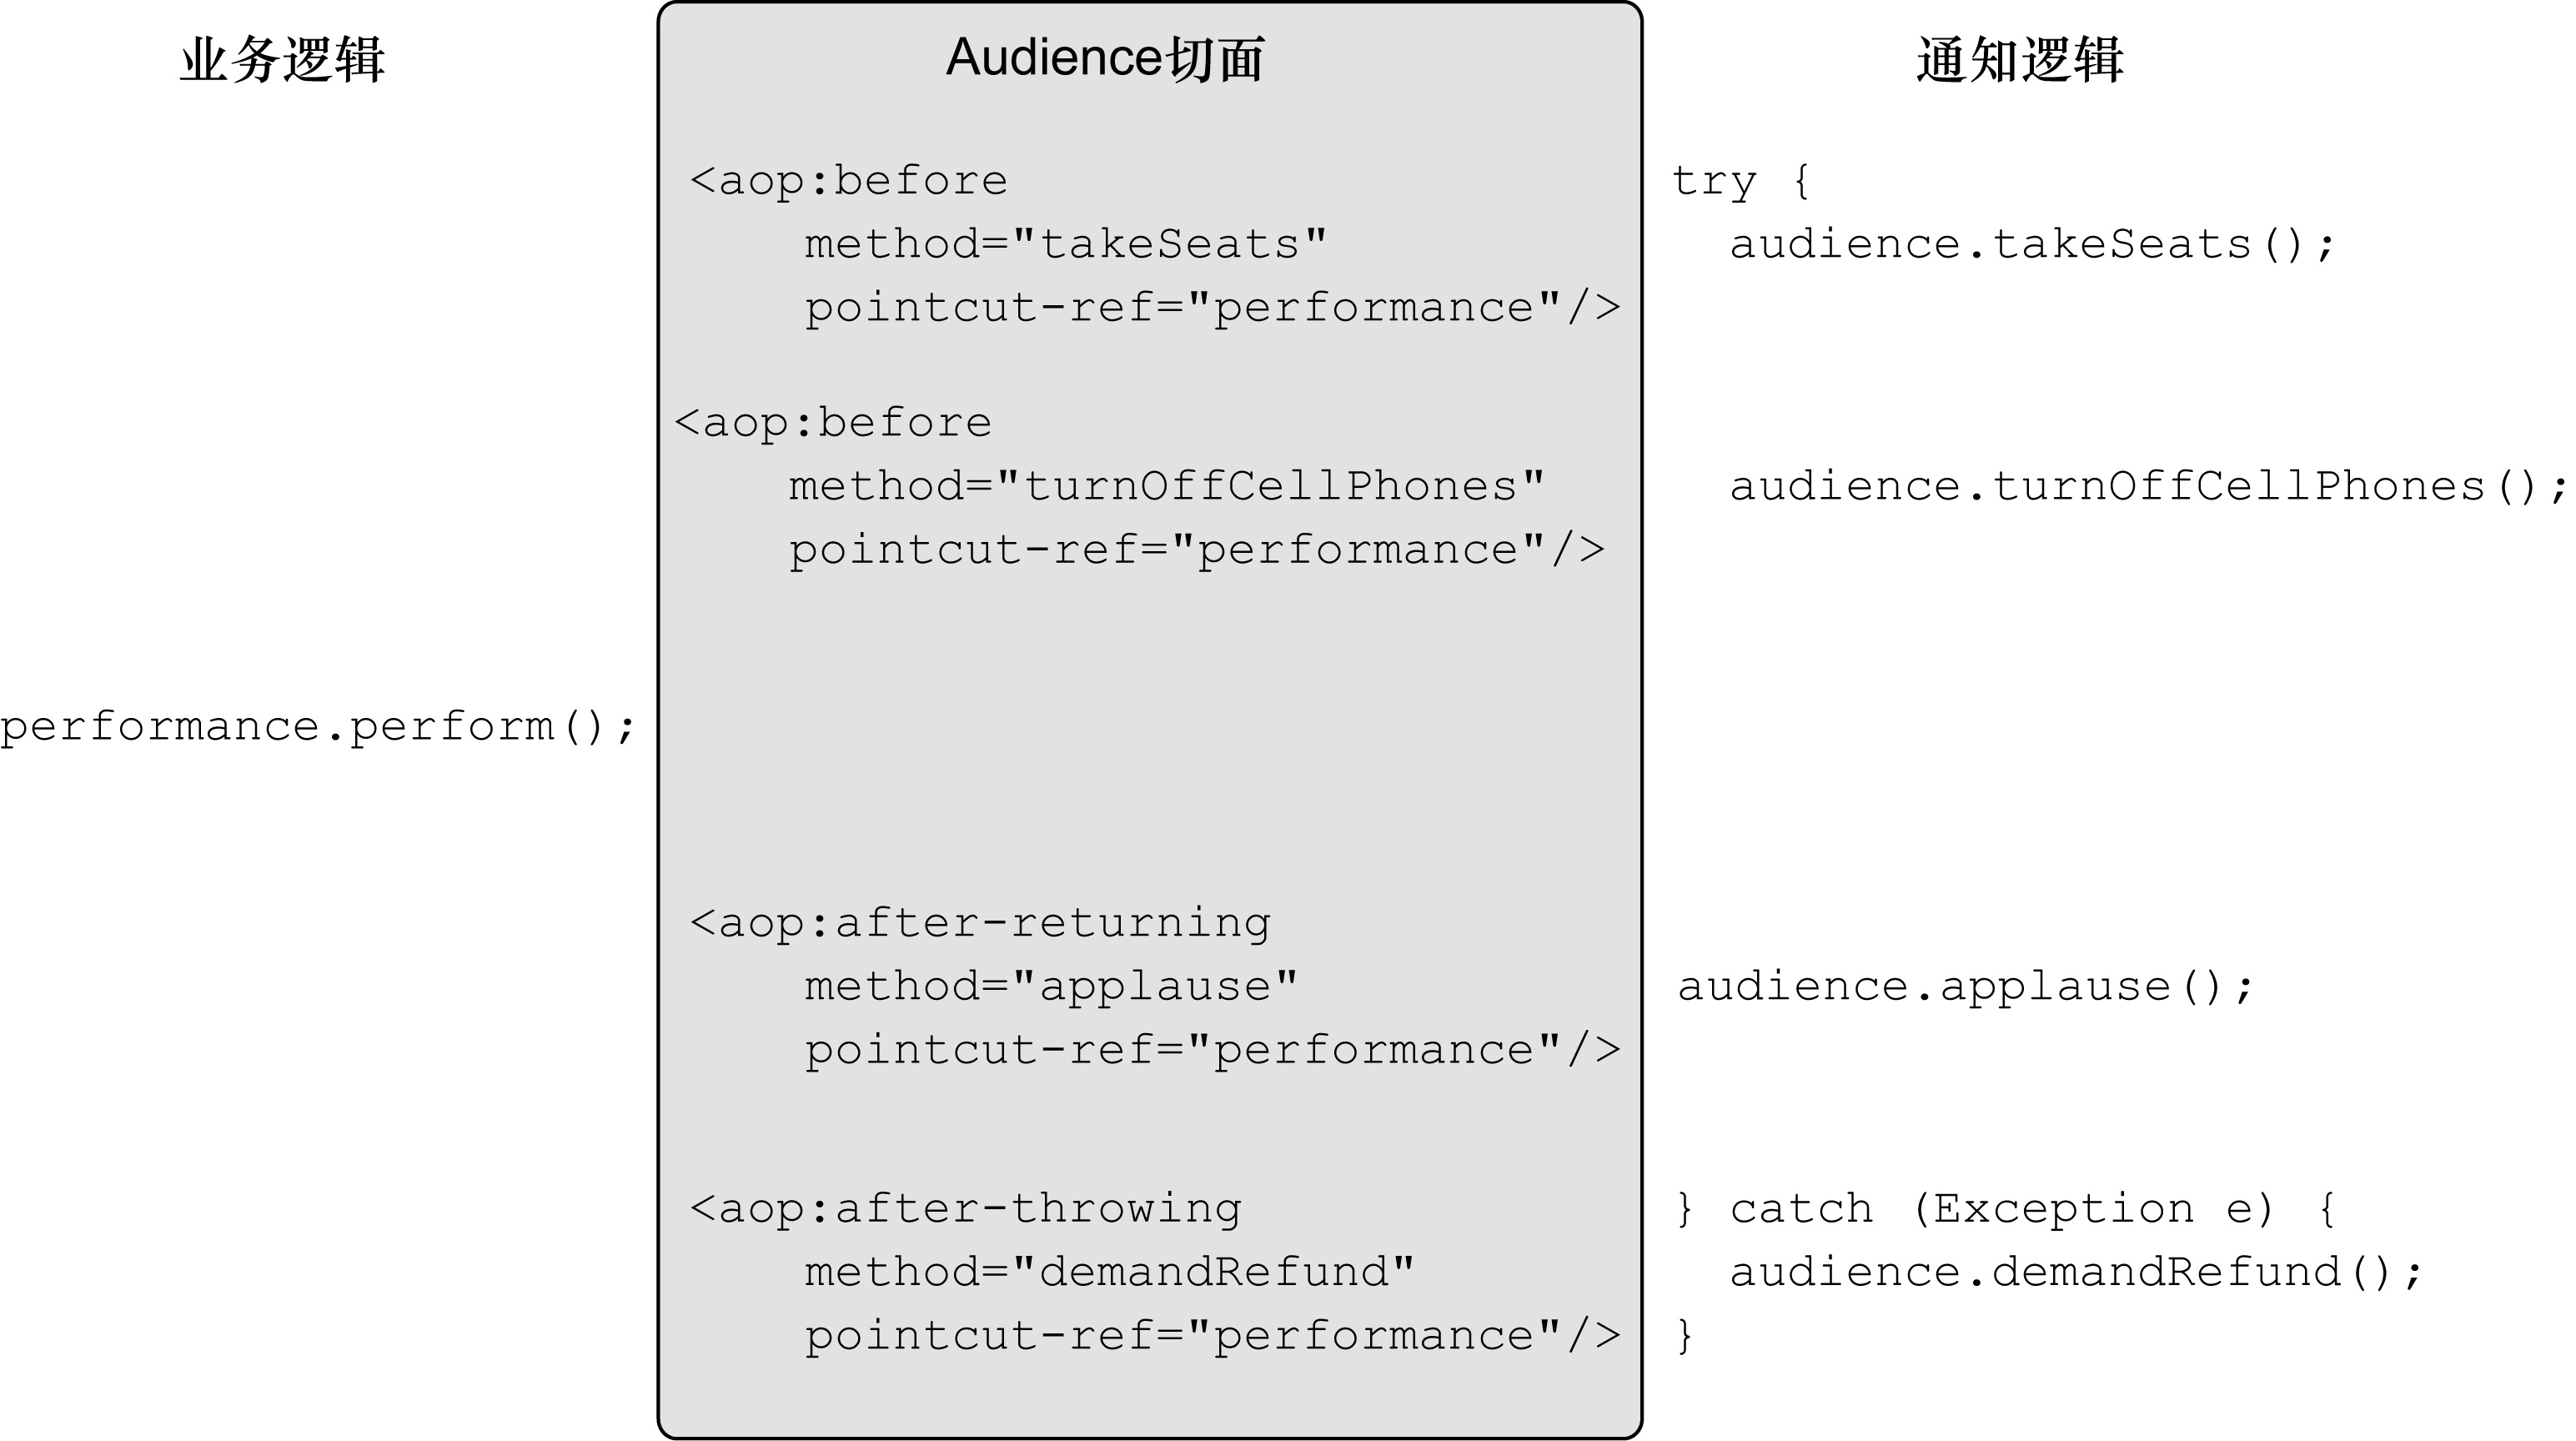 业务逻辑
Audience切面
通知逻辑
<aop:before
method="takeSeats"
pointcut-ref="performance"/>
try {
audience.takeSeats();
<aop:before
method="turnOffCellPhones"
pointcut-ref="performance"/>
audience.turnOffCellPhones();
performance.perform();
<aop:after-returning
method="applause"
pointcut-ref="performance"/>
audience.applause();
<aop:after-throwing
method="demandRefund"
pointcut-ref="performance"/>
} catch (Exception e) {
audience.demandRefund();
}